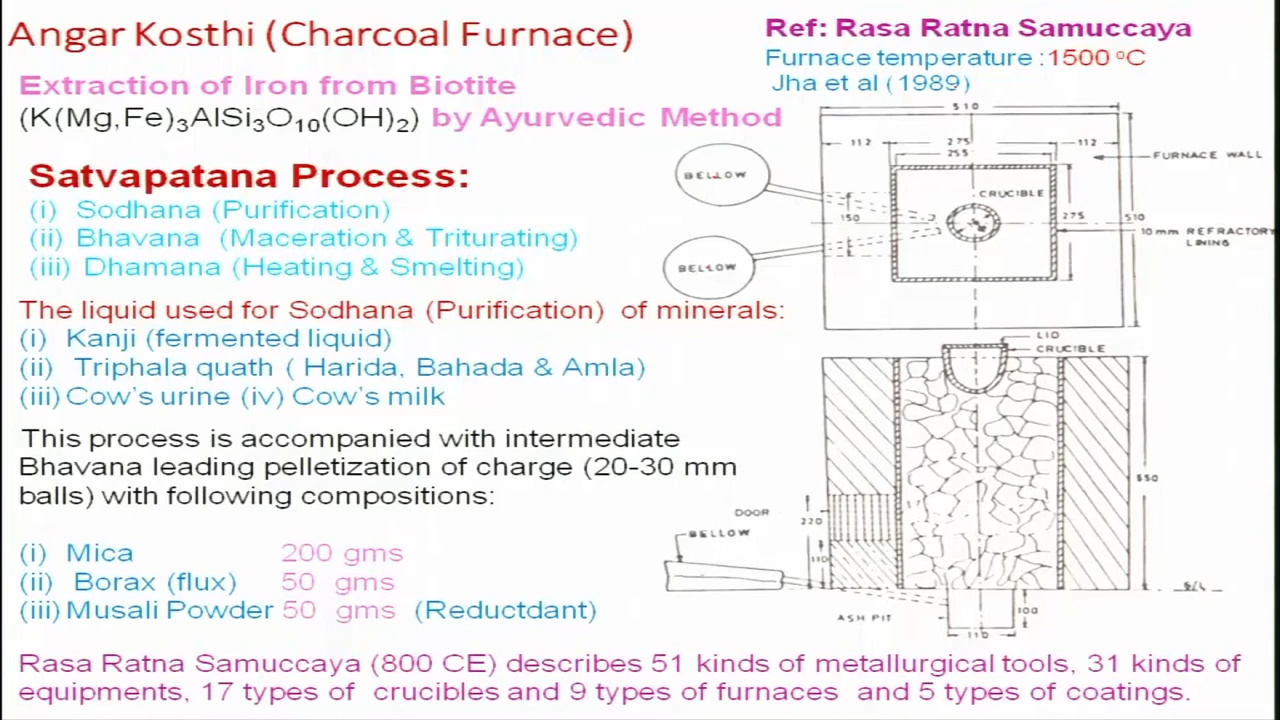 Angar Kosthi (Charcoal Furnace)
Ref: Rasa Ratna Samuccaya
Furnace temperature : 1500 ºC
Jha et al (1989)
Extraction of Iron from Biotite
(K(Mg,Fe)₃AlSi₃O₁₀(OH)₂) by Ayurvedic Method
Satvapatana Process:
(i) Sodhana (Purification)
(ii) Bhavana (Maceration & Triturating)
(iii) Dhamana (Heating & Smelting)
The liquid used for Sodhana (Purification) of minerals:
(i) Kanji (fermented liquid)
(ii) Triphala quath ( Harida, Bahada & Amla)
(iii) Cow's urine (iv) Cow's milk
This process is accompanied with intermediate
Bhavana leading pelletization of charge (20-30 mm
balls) with following compositions:
(i) Mica 200 gms
(ii) Borax (flux) 50 gms
(iii) Musali Powder 50 gms (Reductdant)
510
112 275 112
255
FURNACE WALL
BELLOW
CRUCIBLE
150
275
510
10 mm REFRACTORY
LINING
BELLOW
LID
CRUCIBLE
550
DOOR
220
BELLOW
110
G/L
ASH PIT
100
110
Rasa Ratna Samuccaya (800 CE) describes 51 kinds of metallurgical tools, 31 kinds of
equipments, 17 types of crucibles and 9 types of furnaces and 5 types of coatings.